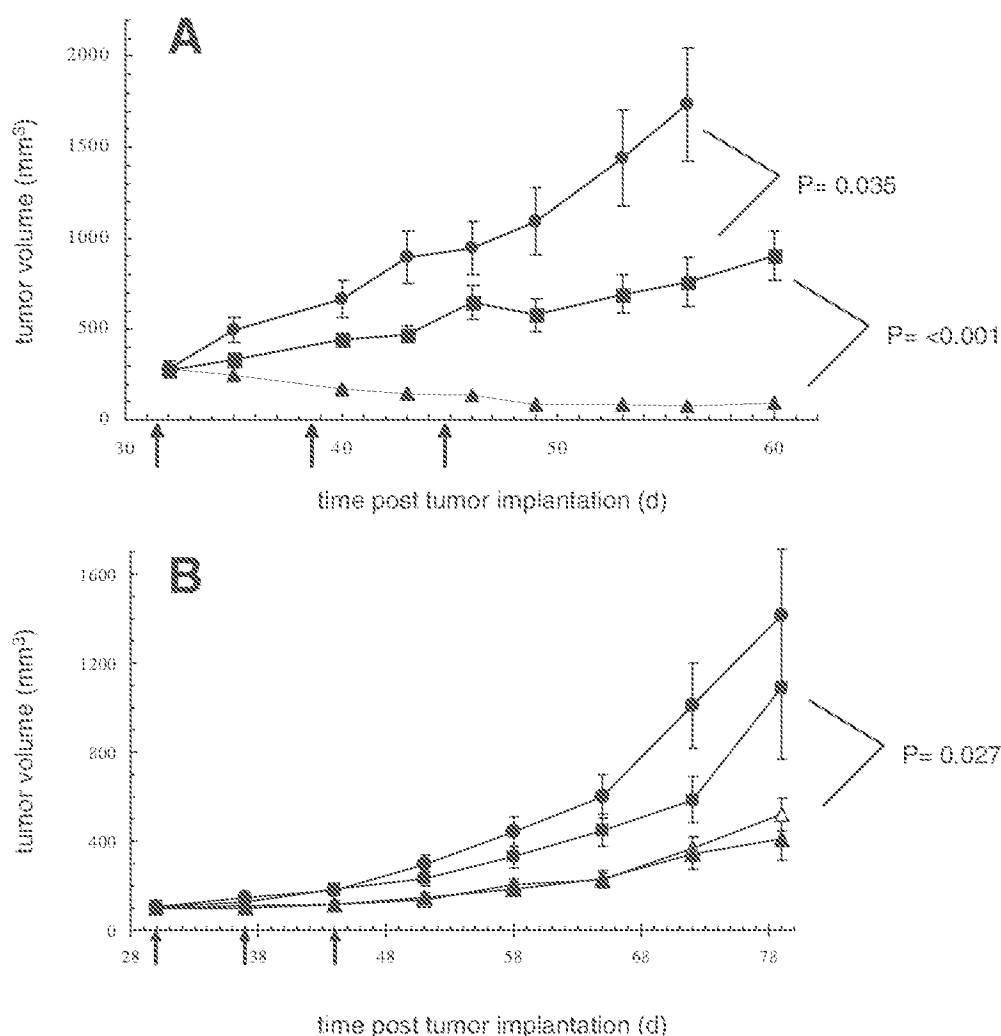 A
2000
1500
1000
500
0
30 40 50 60
tumor volume (mm³)
time post tumor implantation (d)
P= 0.035
P= <0.001
B
1600
1200
800
400
0
28 38 48 58 68 78
tumor volume (mm³)
time post tumor implantation (d)
P= 0.027